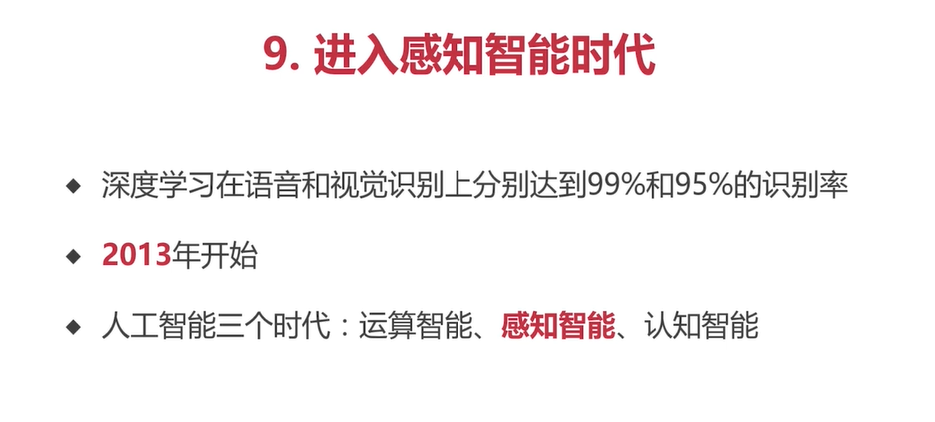 9. 进入感知智能时代
◆ 深度学习在语音和视觉识别上分别达到99%和95%的识别率
◆ 2013年开始
◆ 人工智能三个时代：运算智能、感知智能、认知智能